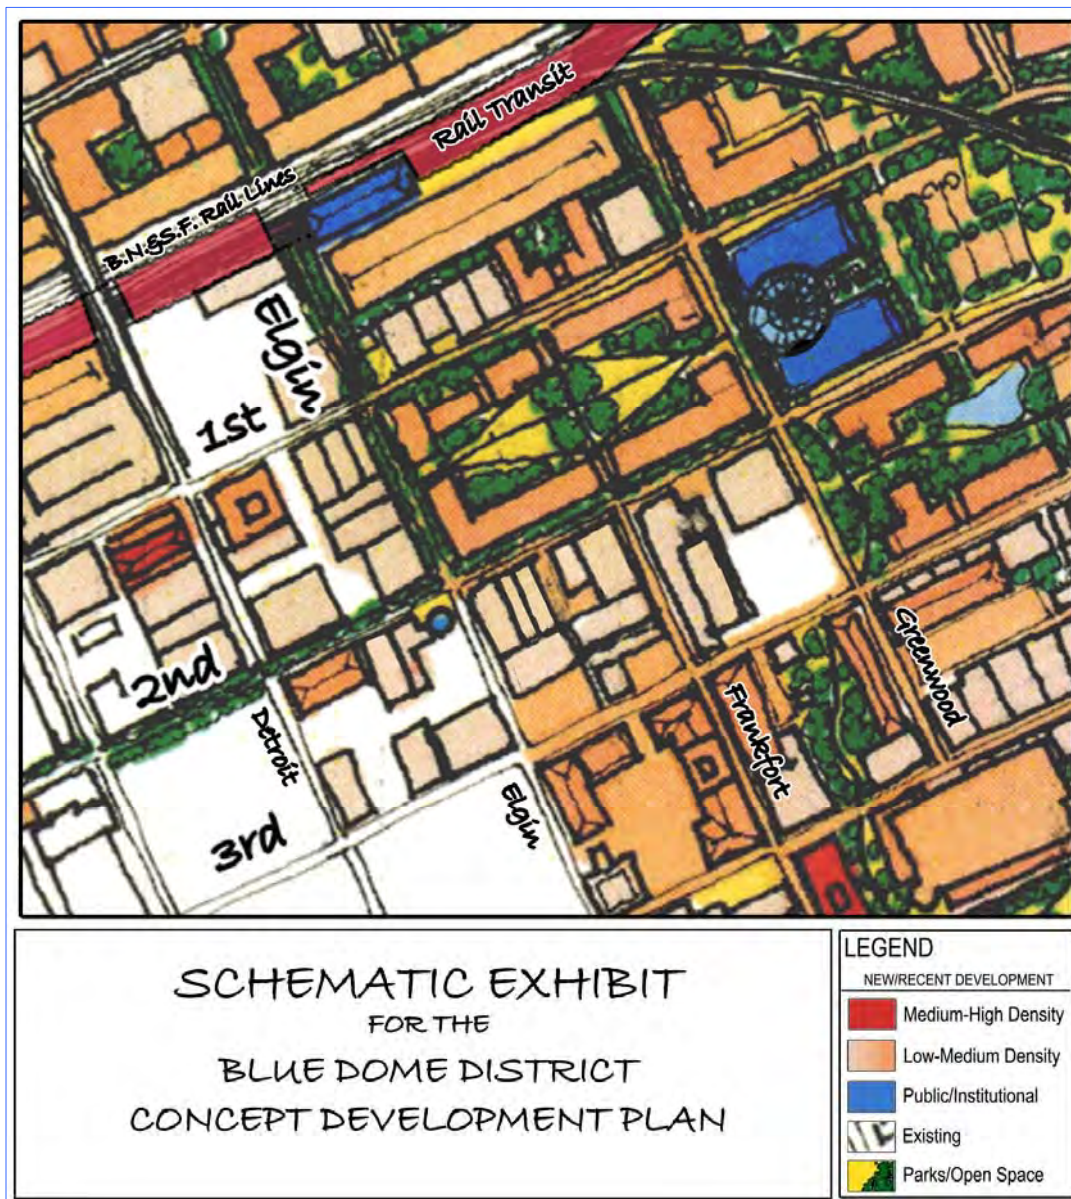 Rail Transit
B.N.&S.F. Rail Lines
Elgin
1st
2nd
Detroit
3rd
Elgin
Frankfort
Greenwood
SCHEMATIC EXHIBIT
FOR THE
BLUE DOME DISTRICT
CONCEPT DEVELOPMENT PLAN
LEGEND
NEW/RECENT DEVELOPMENT
Medium-High Density
Low-Medium Density
Public/Institutional
Existing
Parks/Open Space